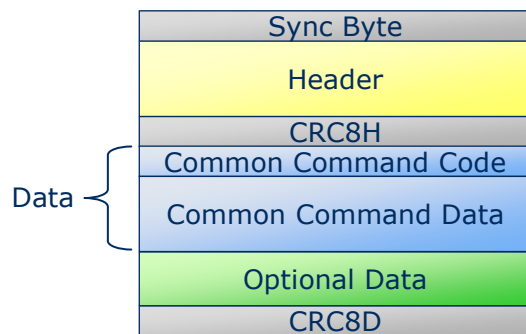 Sync Byte
Header
CRC8H
Common Command Code
Data
Common Command Data
Optional Data
CRC8D